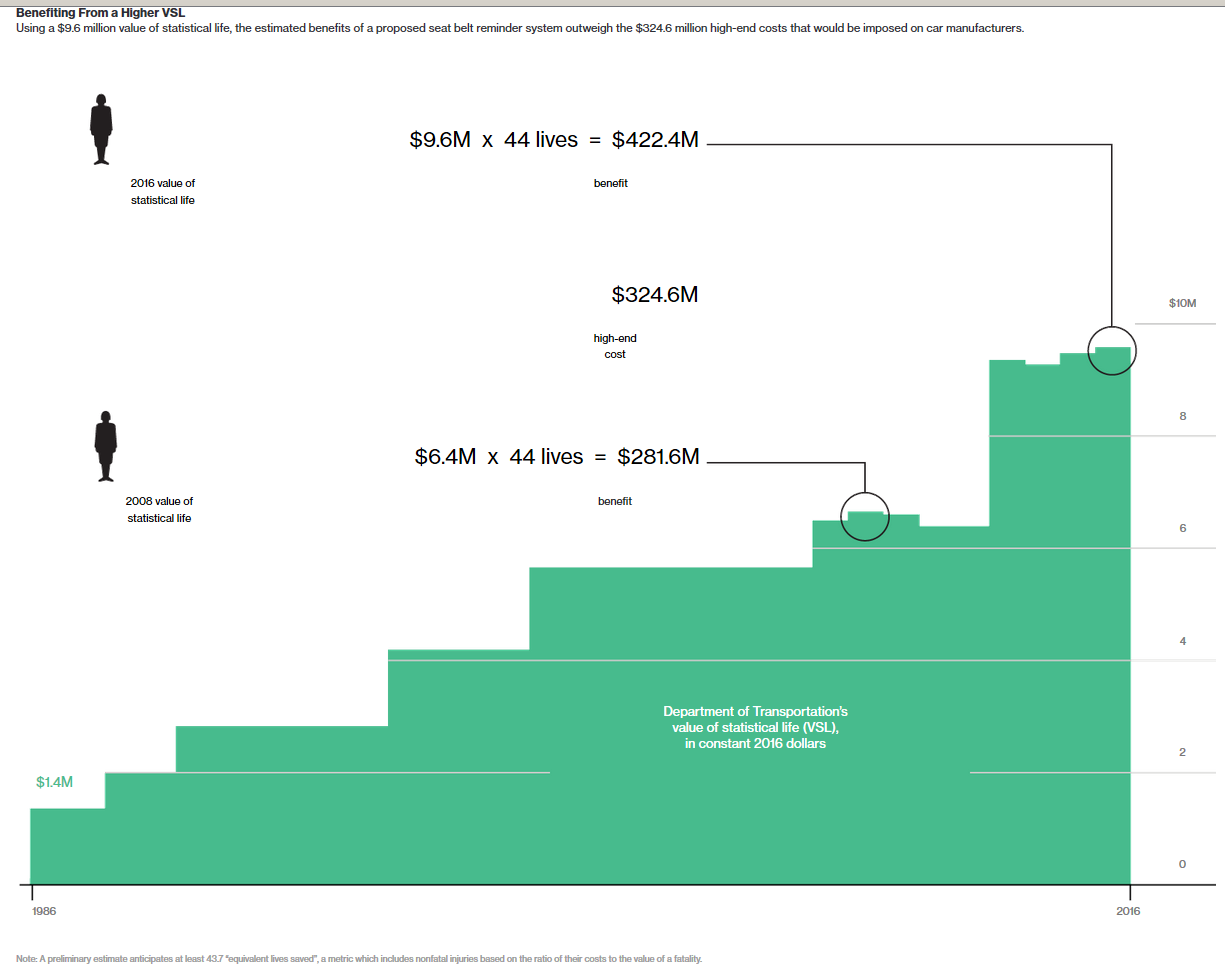 Benefiting From a Higher VSL
Using a $9.6 million value of statistical life, the estimated benefits of a proposed seat belt reminder system outweigh the $324.6 million high-end costs that would be imposed on car manufacturers.
$9.6M x 44 lives = $422.4M
2016 value of
statistical life
benefit
$324.6M
high-end
cost
$10M
8
$6.4M x 44 lives = $281.6M
2008 value of
statistical life
benefit
6
4
Department of Transportation's
value of statistical life (VSL),
in constant 2016 dollars
2
$1.4M
0
1986
2016
Note: A preliminary estimate anticipates at least 43.7 "equivalent lives saved", a metric which includes nonfatal injuries based on the ratio of their costs to the value of a fatality.